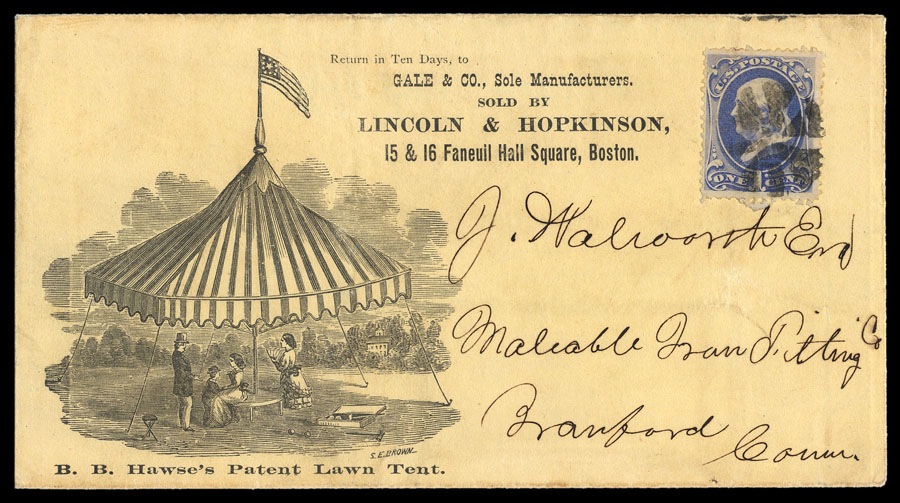 Return in Ten Days, to
GALE & CO., Sole Manufacturers.
SOLD BY
LINCOLN & HOPKINSON,
15 & 16 Faneuil Hall Square, Boston.
U.S. POSTAGE
ONE CENT
J. Walworth Esq
Maleable Iron Fitting Co
Branford
Conn.
S.E.BROWN
B. B. Hawse's Patent Lawn Tent.